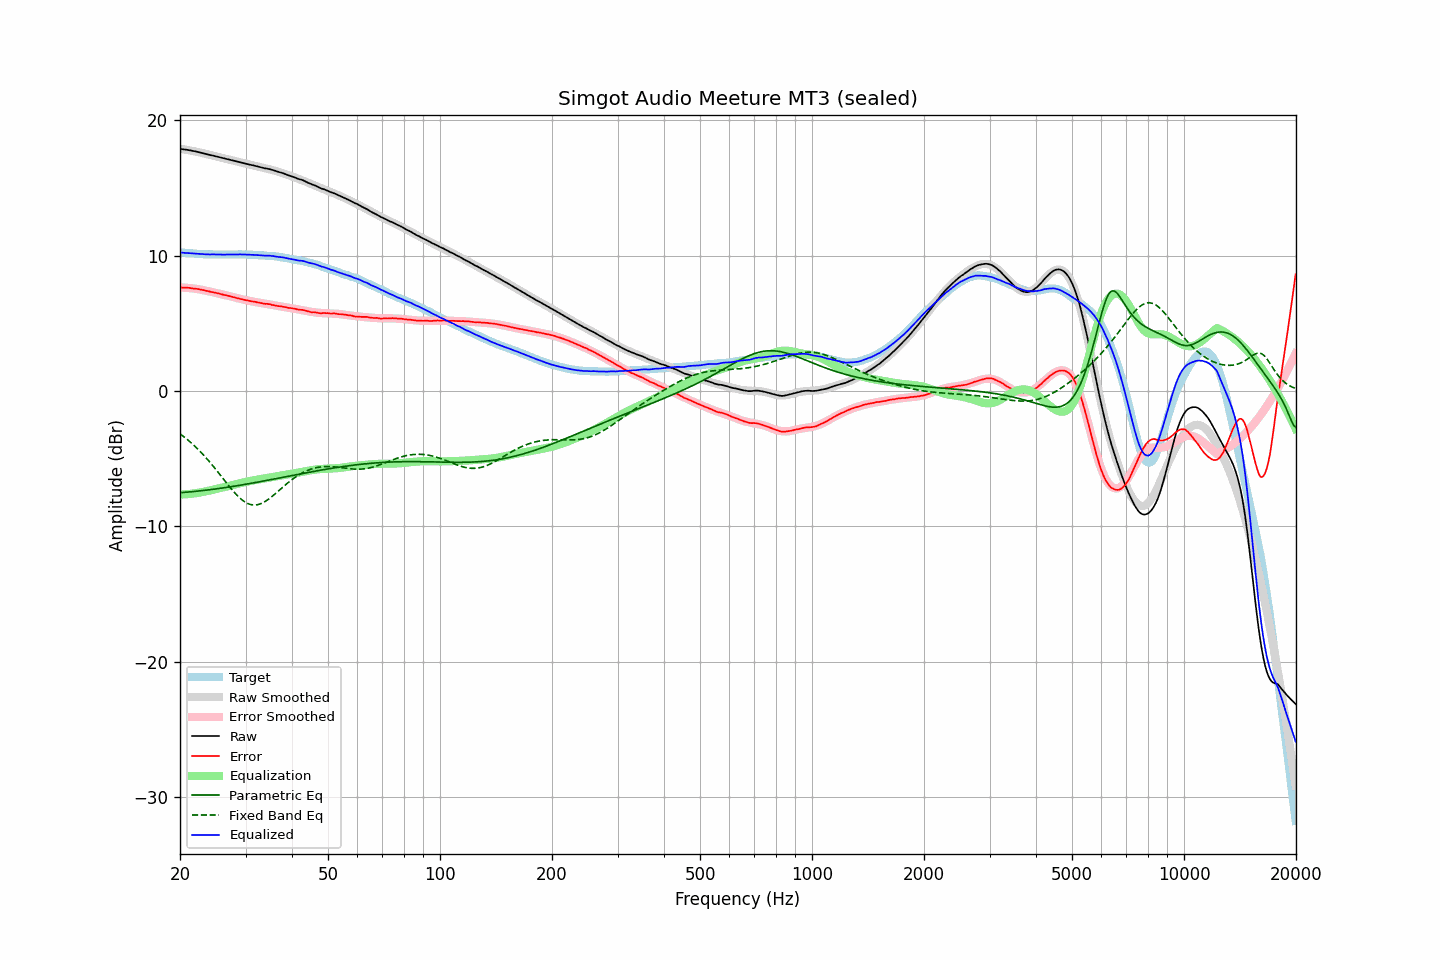 Simgot Audio Meeture MT3 (sealed)
20
10
0
−10
−20
−30
Amplitude (dBr)
Target
Raw Smoothed
Error Smoothed
Raw
Error
Equalization
Parametric Eq
Fixed Band Eq
Equalized
20 50 100 200 500 1000 2000 5000 10000 20000
Frequency (Hz)